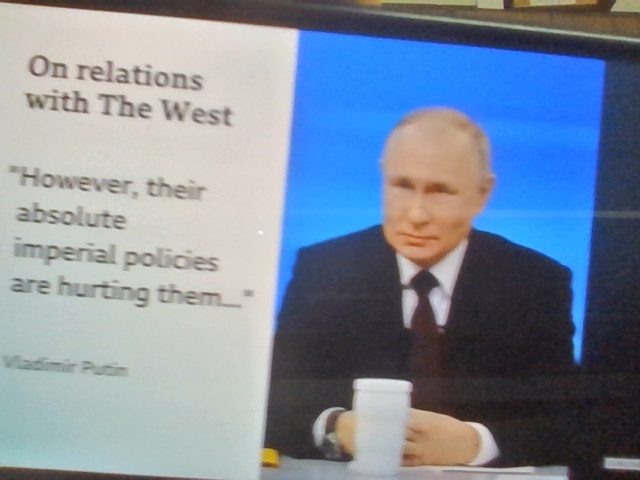 On relations
with The West
"However, their
absolute
imperial policies
are hurting them..."
Vladimir Putin